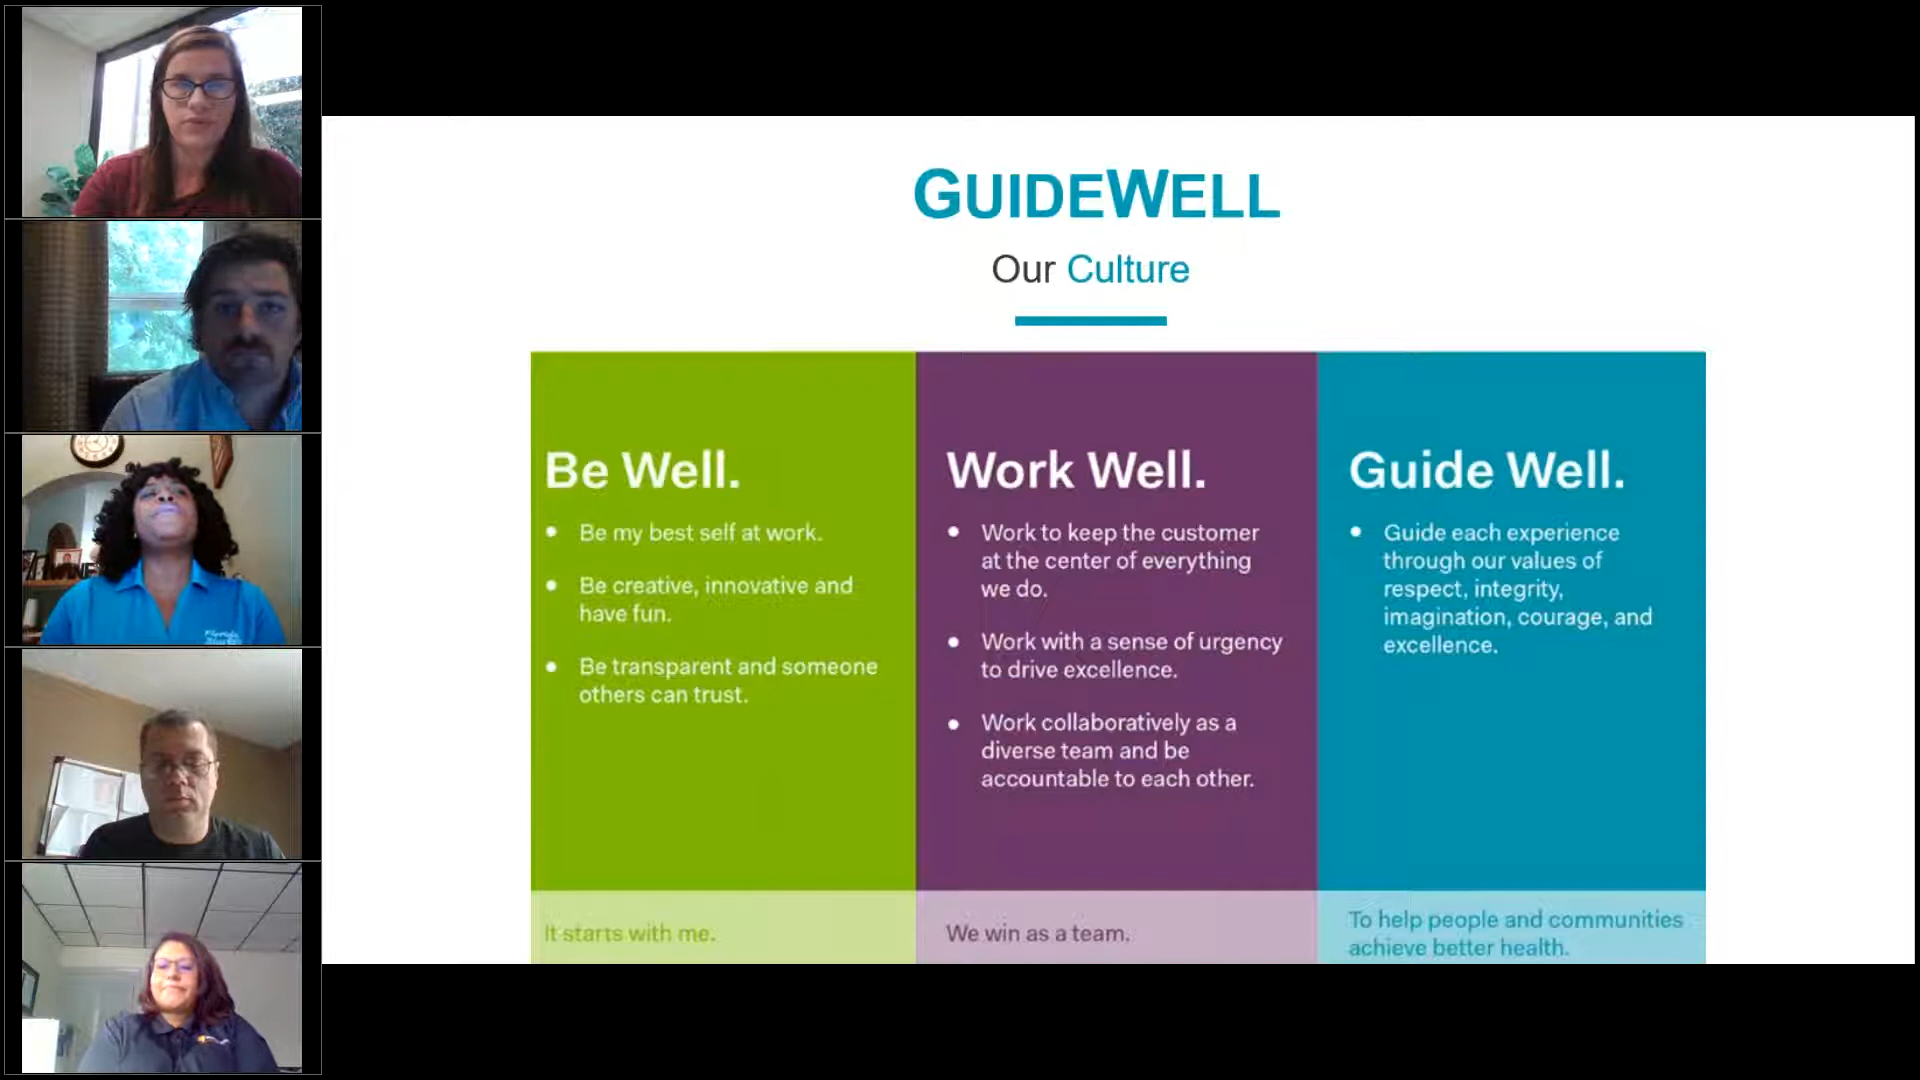 GUIDEWELL
Our Culture
Be Well.
Be my best self at work.
Be creative, innovative and
have fun.
Be transparent and someone
others can trust.
It starts with me.
Work Well.
Work to keep the customer
at the center of everything
we do.
Work with a sense of urgency
to drive excellence.
Work collaboratively as a
diverse team and be
accountable to each other.
We win as a team.
Guide Well.
Guide each experience
through our values of
respect, integrity,
imagination, courage, and
excellence.
To help people and communities
achieve better health.
Florida